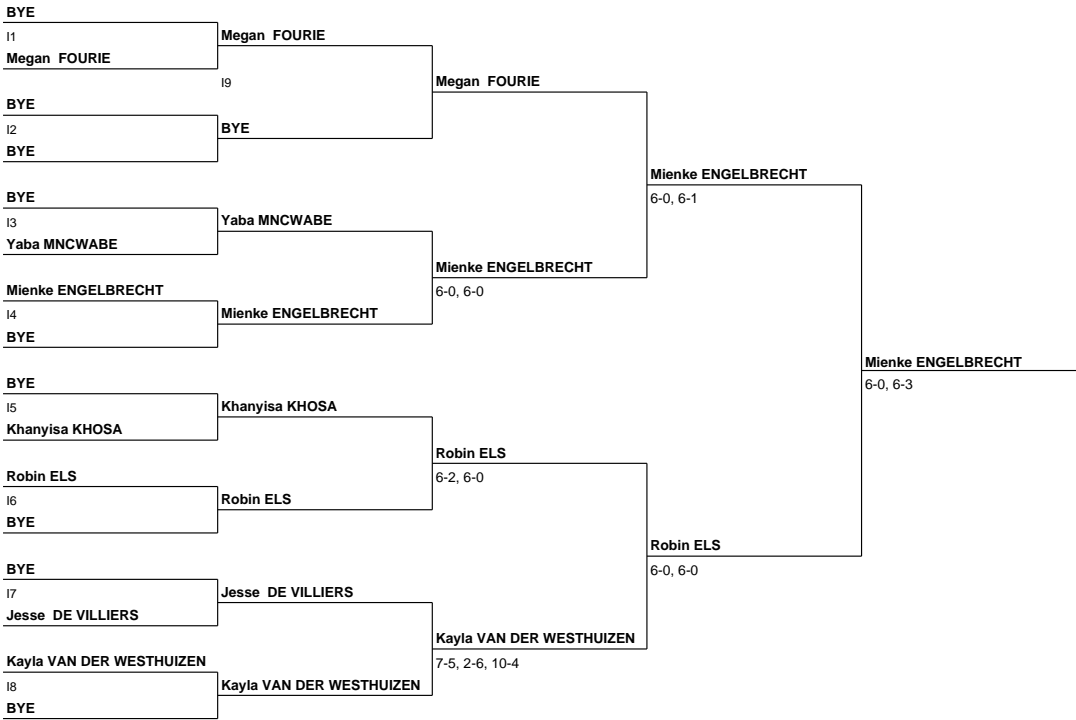 BYE
I1
Megan FOURIE
BYE
I2
BYE
BYE
I3
Yaba MNCWABE
Mienke ENGELBRECHT
I4
BYE
BYE
I5
Khanyisa KHOSA
Robin ELS
I6
BYE
BYE
I7
Jesse DE VILLIERS
Kayla VAN DER WESTHUIZEN
I8
BYE
Megan FOURIE
I9
BYE
Yaba MNCWABE
Mienke ENGELBRECHT
Khanyisa KHOSA
Robin ELS
Jesse DE VILLIERS
Kayla VAN DER WESTHUIZEN
Megan FOURIE
Mienke ENGELBRECHT
6-0, 6-0
Robin ELS
6-2, 6-0
Kayla VAN DER WESTHUIZEN
7-5, 2-6, 10-4
Mienke ENGELBRECHT
6-0, 6-1
Robin ELS
6-0, 6-0
Mienke ENGELBRECHT
6-0, 6-3